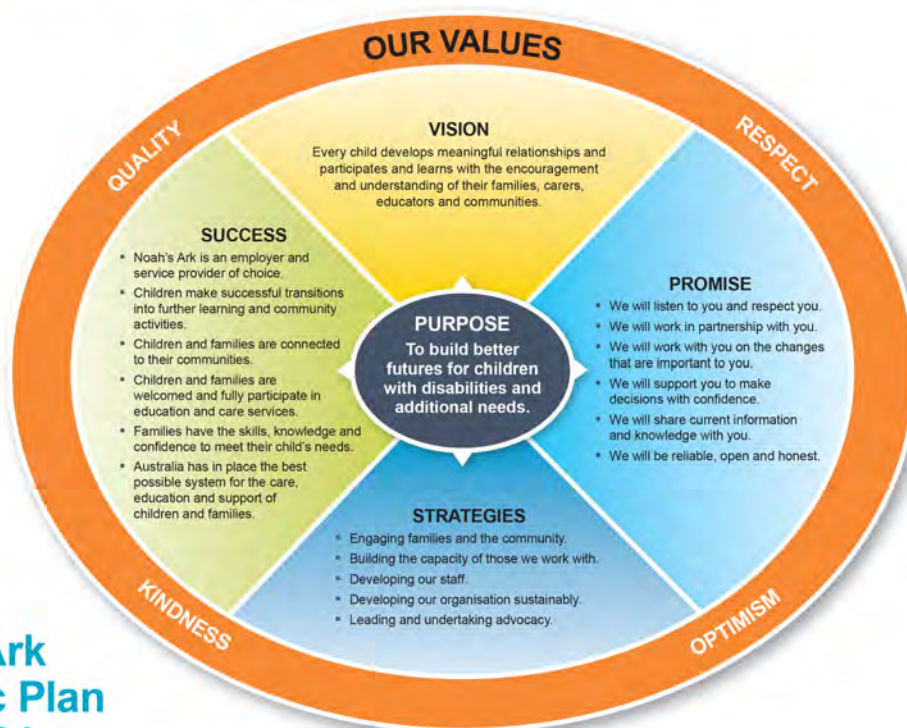 OUR VALUES
QUALITY
RESPECT
VISION
Every child develops meaningful relationships and
participates and learns with the encouragement
and understanding of their families, carers,
educators and communities.
SUCCESS
• Noah's Ark is an employer and
service provider of choice.
• Children make successful transitions
into further learning and community
activities.
• Children and families are connected
to their communities.
• Children and families are
welcomed and fully participate in
education and care services.
• Families have the skills, knowledge and
confidence to meet their child's needs.
• Australia has in place the best
possible system for the care,
education and support of
children and families.
PURPOSE
To build better
futures for children
with disabilities and
additional needs.
PROMISE
• We will listen to you and respect you.
• We will work in partnership with you.
• We will work with you on the changes
that are important to you.
• We will support you to make
decisions with confidence.
• We will share current information
and knowledge with you.
• We will be reliable, open and honest.
STRATEGIES
• Engaging families and the community.
• Building the capacity of those we work with.
• Developing our staff.
• Developing our organisation sustainably.
• Leading and undertaking advocacy.
KINDNESS
OPTIMISM
Ark
Plan